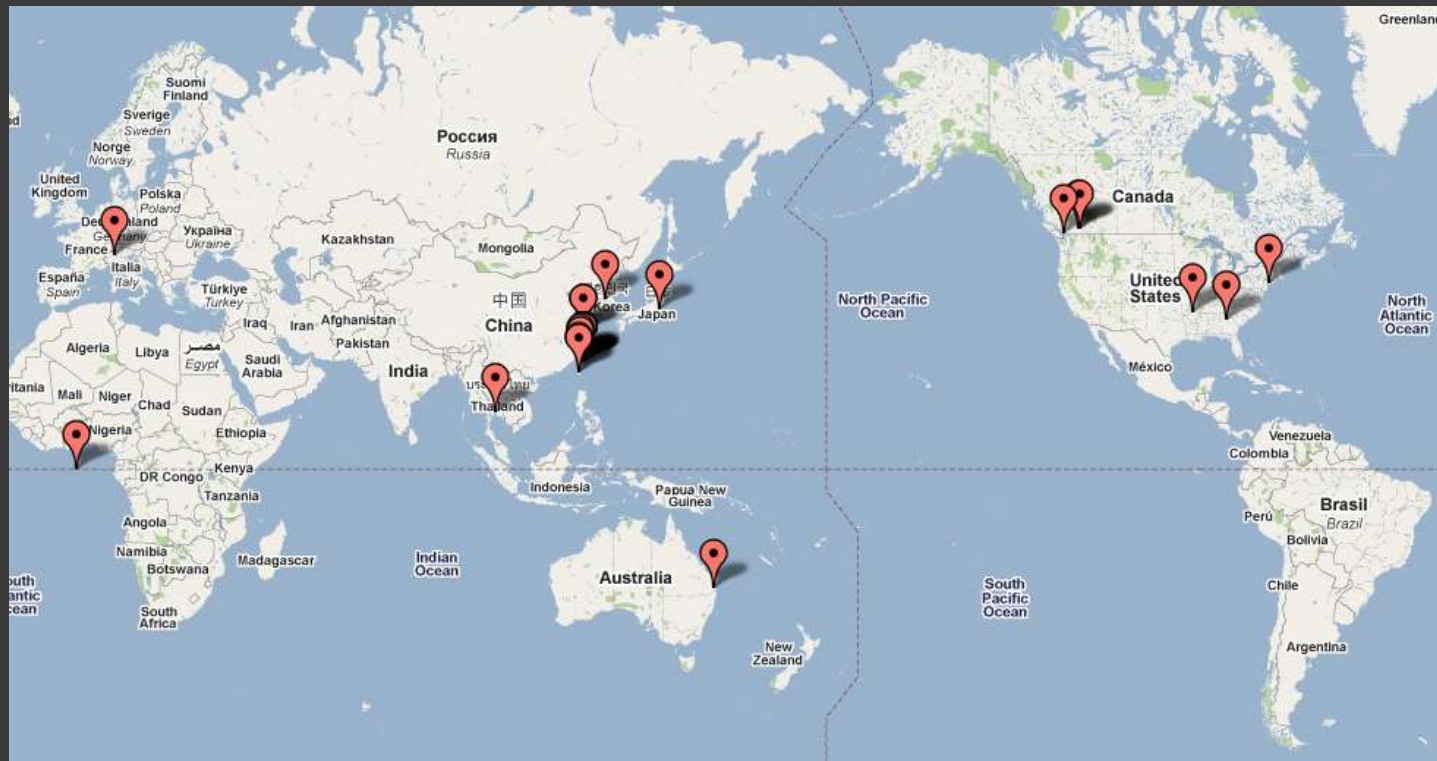 Greenland
Suomi
Finland
Sverige
Sweden
Norge
Norway
Россия
Russia
United
Kingdom
Polska
Poland
Deutschland
Germany
Україна
Ukraine
France
Italia
Italy
España
Spain
Türkiye
Turkey
Kazakhstan
Mongolia
中国
China
Korea
Japan
Iraq
Iran
Afghanistan
Pakistan
Algeria
Libya
مصر
Egypt
Saudi
Arabia
India
Thailand
Mali
Niger
Chad
Sudan
Nigeria
Ethiopia
DR Congo
Kenya
Tanzania
Angola
Namibia
Botswana
Madagascar
South
Africa
Indian
Ocean
Indonesia
Papua New
Guinea
Australia
New
Zealand
North Pacific
Ocean
South
Pacific
Ocean
Canada
United
States
México
North
Atlantic
Ocean
Venezuela
Colombia
Perú
Brasil
Brazil
Bolivia
Chile
Argentina